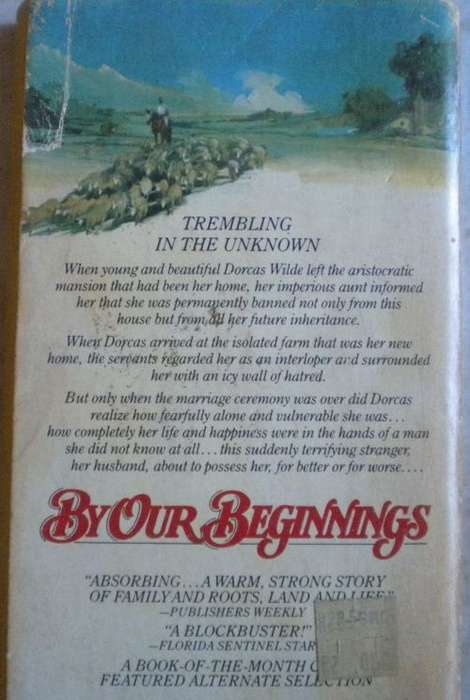 TREMBLING
IN THE UNKNOWN
When young and beautiful Dorcas Wilde left the aristocratic
mansion that had been her home, her imperious aunt informed
her that she was permanently banned not only from this
house but from all her future inheritance.
When Dorcas arrived at the isolated farm that was her new
home, the servants regarded her as an interloper and surrounded
her with an icy wall of hatred.
But only when the marriage ceremony was over did Dorcas
realize how fearfully alone and vulnerable she was...
how completely her life and happiness were in the hands of a man
she did not know at all...this suddenly terrifying stranger,
her husband, about to possess her, for better or for worse....
BY OUR BEGINNINGS
"ABSORBING...A WARM, STRONG STORY
OF FAMILY AND ROOTS, LAND AND LIFE"
—PUBLISHERS WEEKLY
"A BLOCKBUSTER!"
—FLORIDA SENTINEL STAR
A BOOK-OF-THE-MONTH
FEATURED ALTERNATE SELECTION